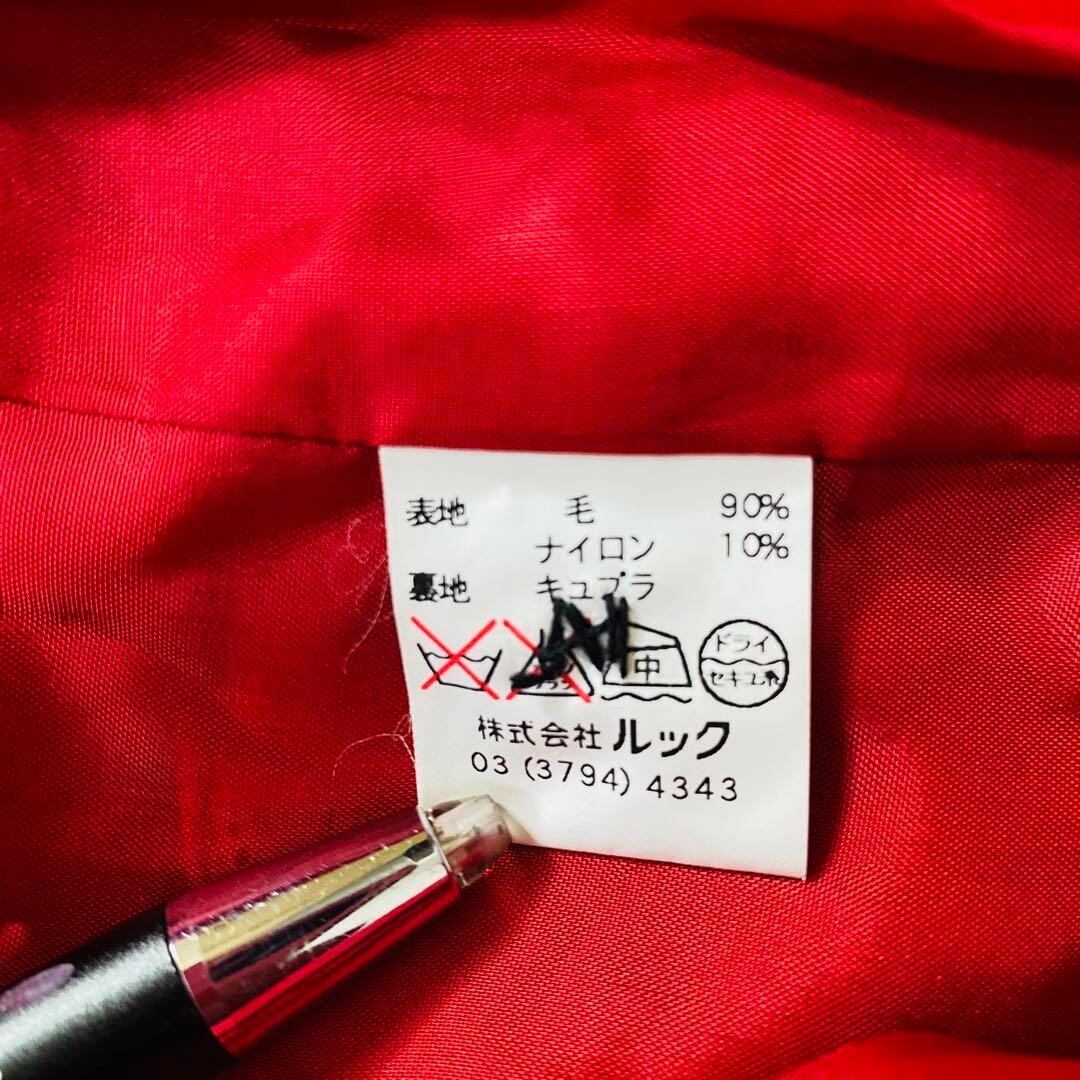 表地 毛 90%
ナイロン 10%
裏地 キュプラ
中 ドライ
セキユ系
株式会社 ルック
03 (3794) 4343